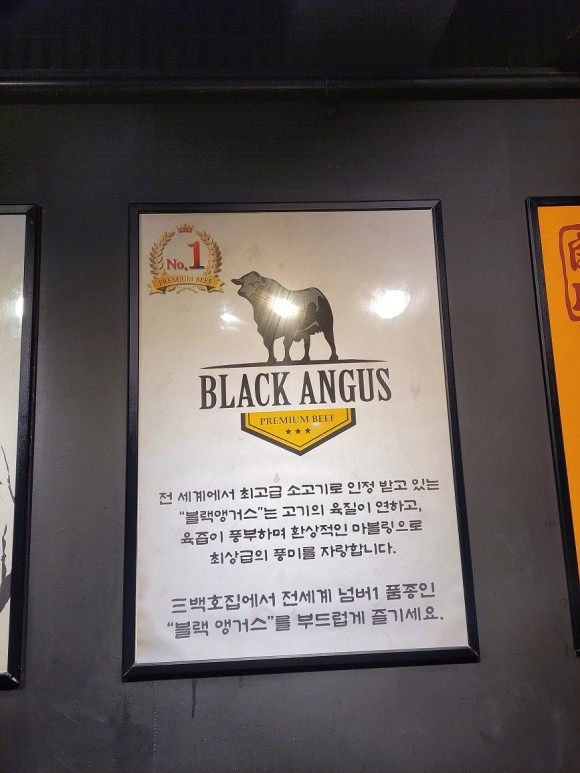 No.1
PREMIUM BEEF
BLACK ANGUS
PREMIUM BEEF
전 세계에서 최고급 소고기로 인정 받고 있는
“블랙앵거스”는 고기의 육질이 연하고,
육즙이 풍부하며 환상적인 마블링으로
최상급의 풍미를 자랑합니다.
三백호집에서 전세계 넘버1 품종인
“블랙 앵거스”를 부드럽게 즐기세요.